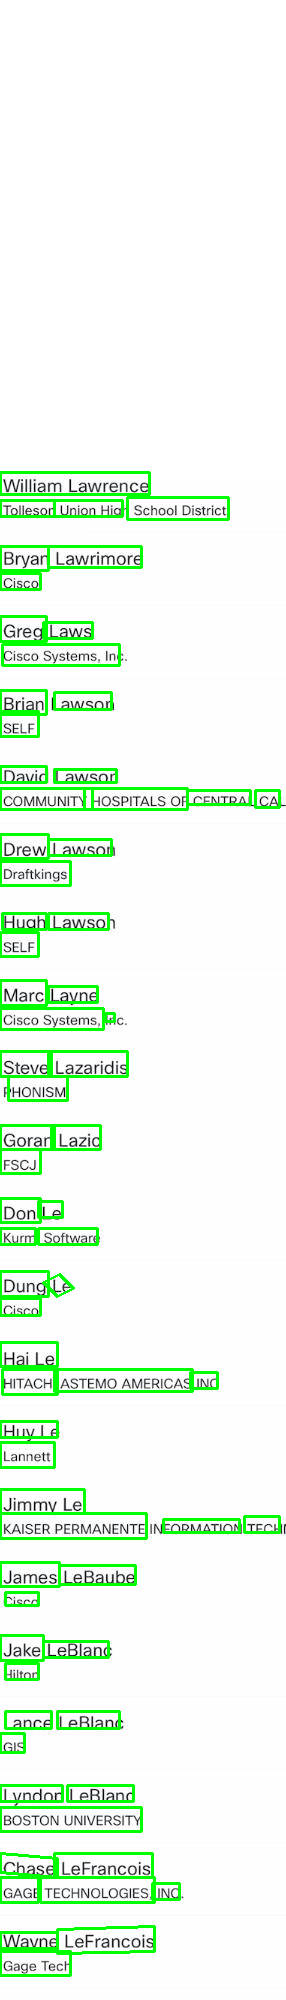 William Lawrence
Tolleson Union High School District
Bryan Lawrimore
Cisco
Greg Laws
Cisco Systems, Inc.
Brian Lawson
SELF
David Lawson
COMMUNITY HOSPITALS OF CENTRAL CAL
Drew Lawson
Draftkings
Hugh Lawson
SELF
Marc Layne
Cisco Systems, Inc.
Steve Lazaridis
PHONISM
Goran Lazic
FSCJ
Don Le
Kurmi Software
Dung Le
Cisco
Hai Le
HITACHI ASTEMO AMERICAS INC
Huy Le
Lannett
Jimmy Le
KAISER PERMANENTE INFORMATION TECH
James LeBaube
Cisco
Jake LeBlanc
Hilton
Lance LeBlanc
GIS
Lyndon LeBlanc
BOSTON UNIVERSITY
Chase LeFrancois
GAGE TECHNOLOGIES, INC.
Wayne LeFrancois
Gage Tech